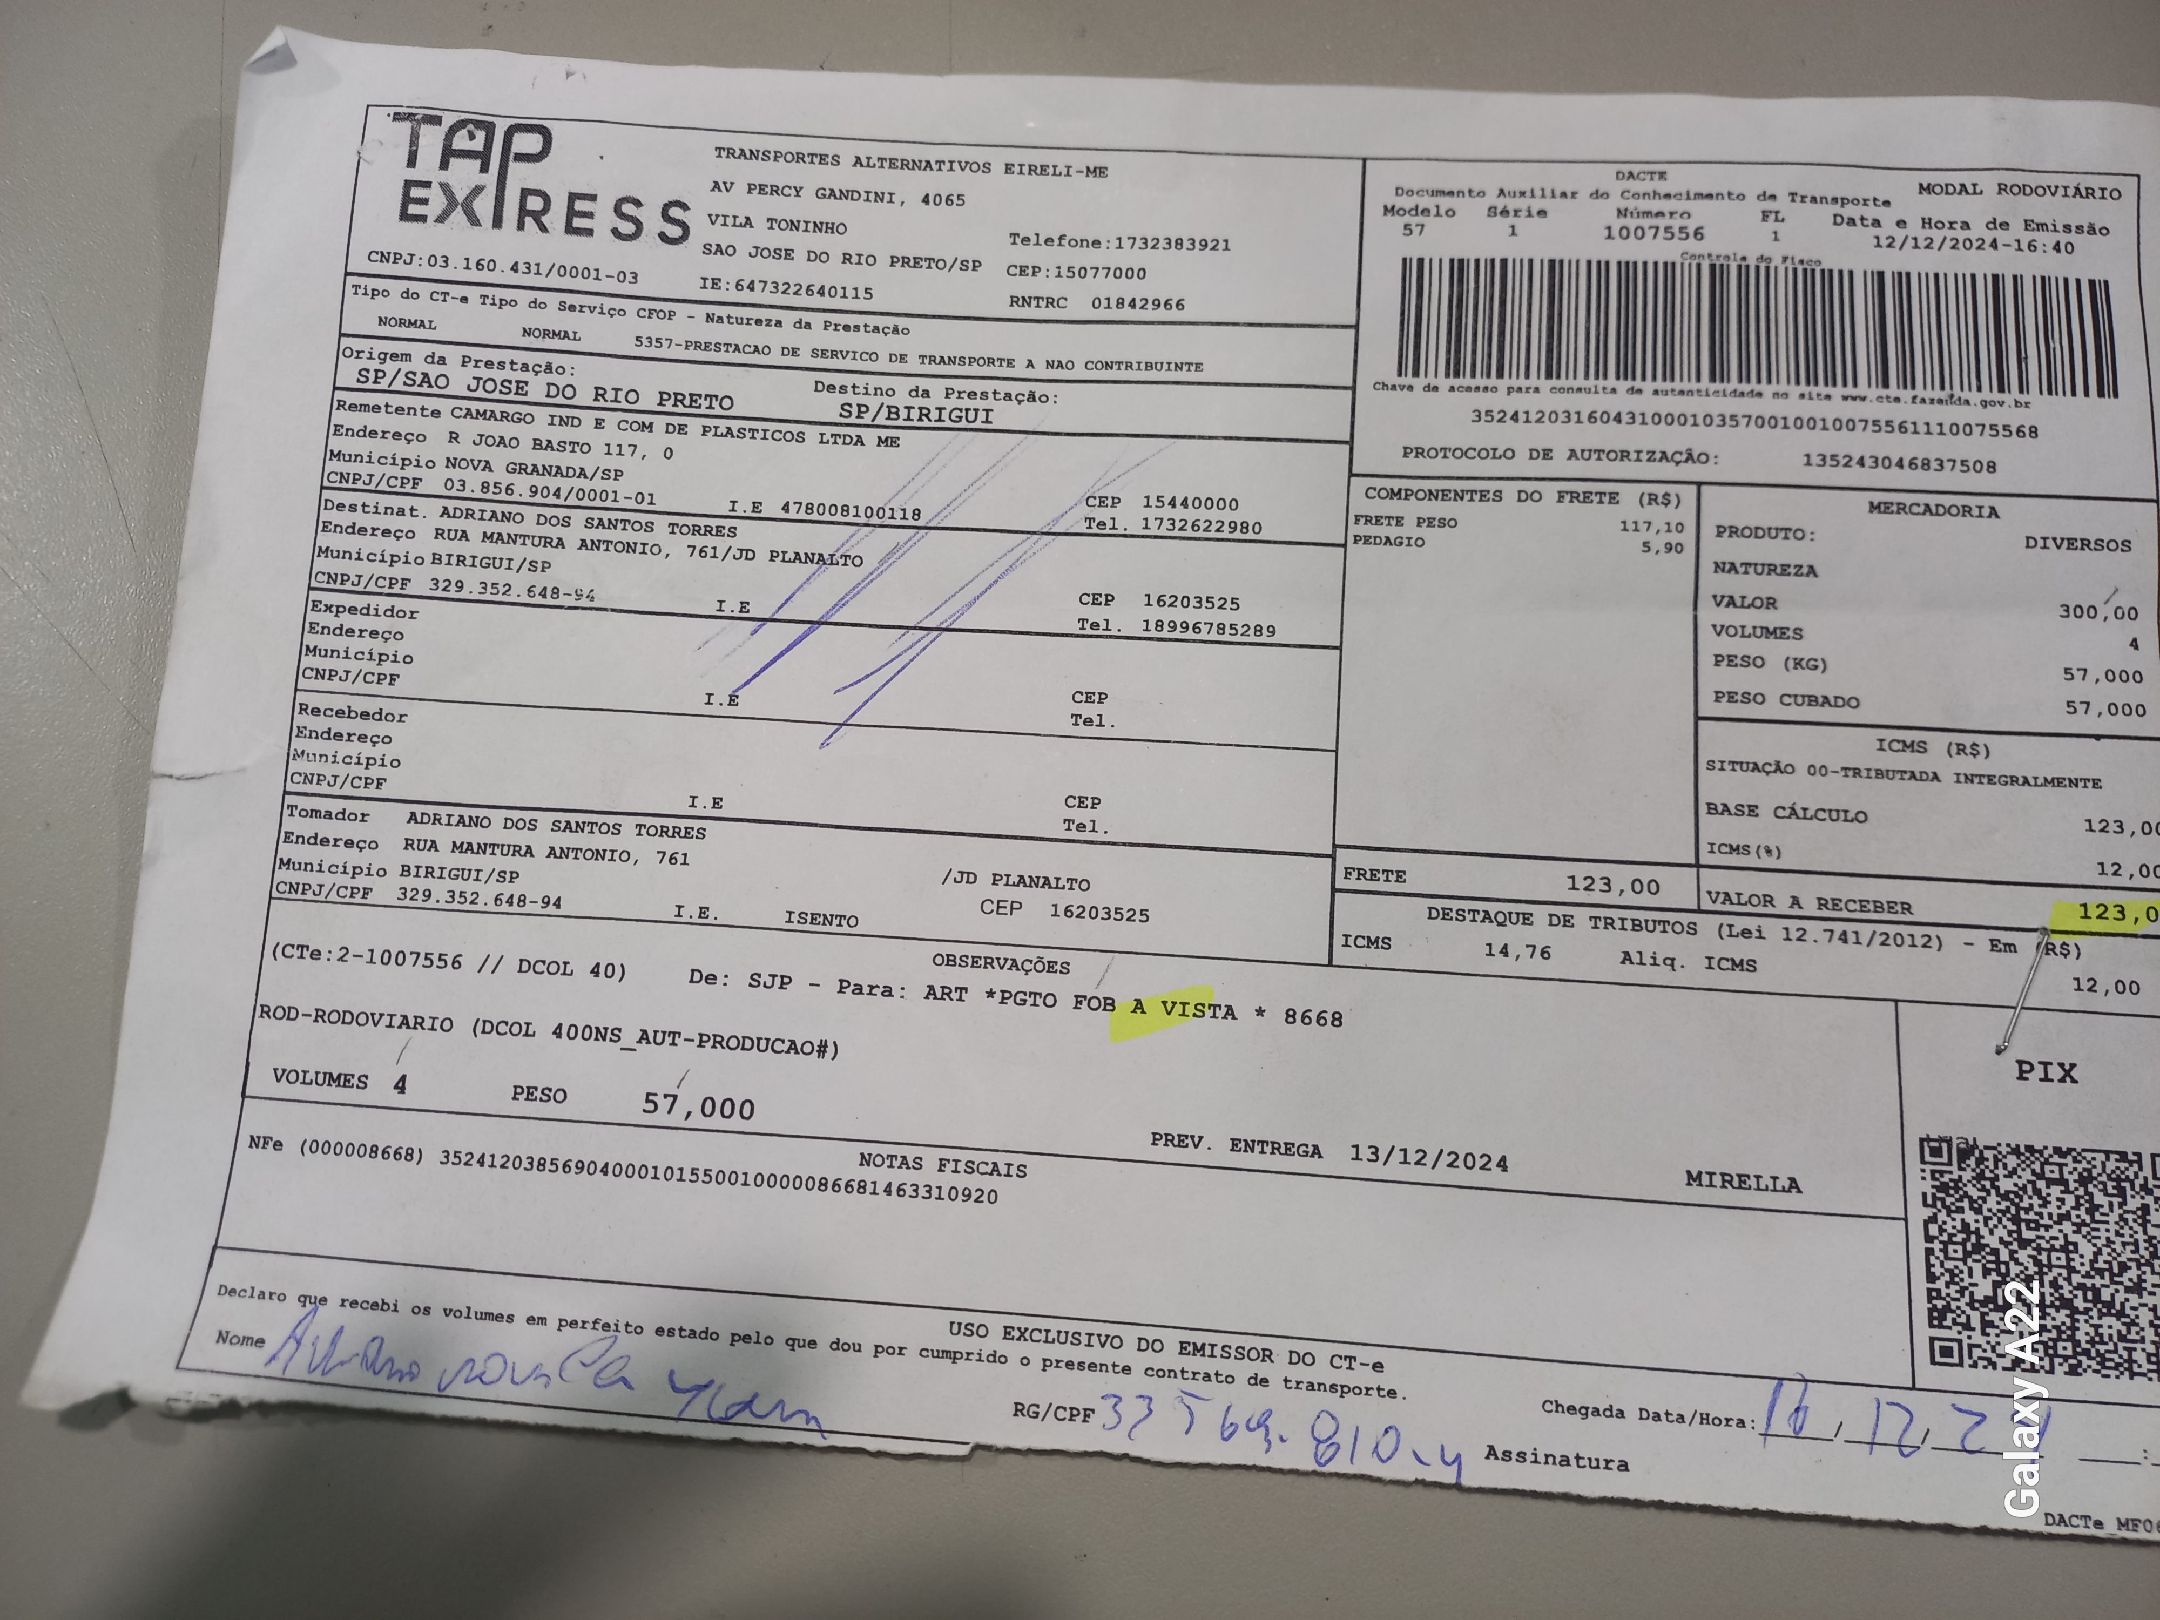 TAP
EXPRESS
TRANSPORTES ALTERNATIVOS EIRELI-ME
AV PERCY GANDINI, 4065
VILA TONINHO
Telefone:1732383921
SAO JOSE DO RIO PRETO/SP CEP:15077000
CNPJ:03.160.431/0001-03 IE:647322640115 RNTRC 01842966
DACTE
MODAL RODOVIÁRIO
Documento Auxiliar do Conhecimento de Transporte
Modelo Série Número FL Data e Hora de Emissão
57 1 1007556 1 12/12/2024-16:40
Controle do Fisco
Chave de acesso para consulta de autenticidade no site www.cte.fazenda.gov.br
35241203160431000103570010010075561110075568
PROTOCOLO DE AUTORIZAÇÃO: 135243046837508
Tipo do CT-e Tipo do Serviço CFOP - Natureza da Prestação
NORMAL NORMAL 5357-PRESTACAO DE SERVICO DE TRANSPORTE A NAO CONTRIBUINTE
Origem da Prestação: Destino da Prestação:
SP/SAO JOSE DO RIO PRETO SP/BIRIGUI
Remetente CAMARGO IND E COM DE PLASTICOS LTDA ME
Endereço R JOAO BASTO 117, 0
Município NOVA GRANADA/SP CEP 15440000
CNPJ/CPF 03.856.904/0001-01 I.E 478008100118 Tel. 1732622980
Destinat. ADRIANO DOS SANTOS TORRES
Endereço RUA MANTURA ANTONIO, 761/JD PLANALTO
Município BIRIGUI/SP CEP 16203525
CNPJ/CPF 329.352.648-94 I.E Tel. 18996785289
Expedidor
Endereço
Município CEP
CNPJ/CPF I.E Tel.
Recebedor
Endereço
Município CEP
CNPJ/CPF I.E Tel.
Tomador ADRIANO DOS SANTOS TORRES
Endereço RUA MANTURA ANTONIO, 761 /JD PLANALTO
Município BIRIGUI/SP CEP 16203525
CNPJ/CPF 329.352.648-94 I.E. ISENTO
COMPONENTES DO FRETE (R$)
FRETE PESO 117,10
PEDAGIO 5,90
MERCADORIA
PRODUTO: DIVERSOS
NATUREZA
VALOR 300,00
VOLUMES 4
PESO (KG) 57,000
PESO CUBADO 57,000
ICMS (R$)
SITUAÇÃO 00-TRIBUTADA INTEGRALMENTE
BASE CÁLCULO 123,00
ICMS(%) 12,00
FRETE 123,00 VALOR A RECEBER 123,0
DESTAQUE DE TRIBUTOS (Lei 12.741/2012) - Em (R$)
ICMS 14,76 Aliq. ICMS 12,00
OBSERVAÇÕES
(CTe:2-1007556 // DCOL 40) De: SJP - Para: ART *PGTO FOB A VISTA * 8668
ROD-RODOVIARIO (DCOL 400NS_AUT-PRODUCAO#)
VOLUMES 4 PESO 57,000 PREV. ENTREGA 13/12/2024 MIRELLA
PIX
NOTAS FISCAIS
NFe (000008668) 35241203856904000101550010000086681463310920
USO EXCLUSIVO DO EMISSOR DO CT-e
Declaro que recebi os volumes em perfeito estado pelo que dou por cumprido o presente contrato de transporte.
Nome RG/CPF Assinatura Chegada Data/Hora:
DACTe_MF06
Galaxy A22